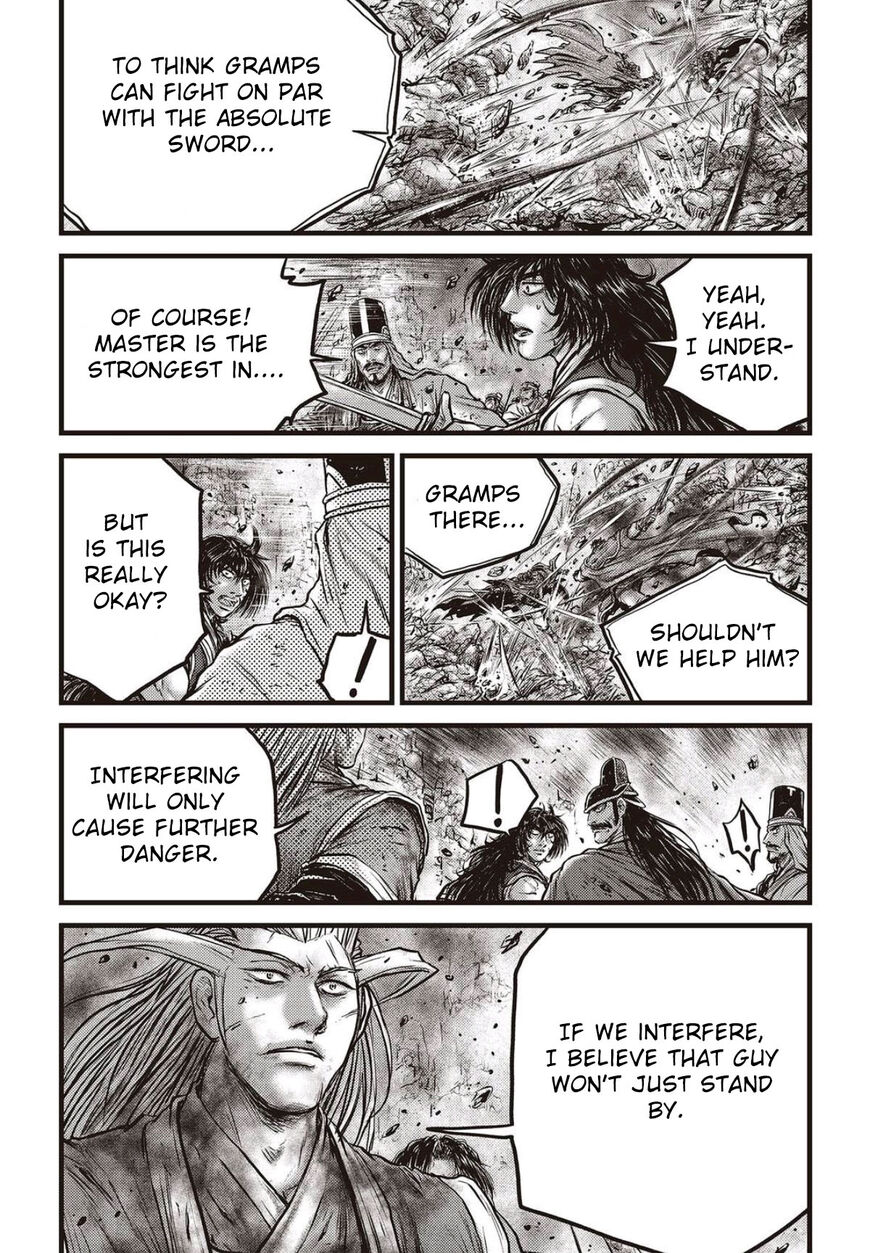 TO THINK GRAMPS
CAN FIGHT ON PAR
WITH THE ABSOLUTE
SWORD...
YEAH,
YEAH.
I UNDER-
STAND.
OF COURSE!
MASTER IS THE
STRONGEST IN....
GRAMPS
THERE...
SHOULDN'T
WE HELP HIM?
BUT
IS THIS
REALLY
OKAY?
!
!
!
INTERFERING
WILL ONLY
CAUSE FURTHER
DANGER.
IF WE INTERFERE,
I BELIEVE THAT GUY
WON'T JUST STAND
BY.